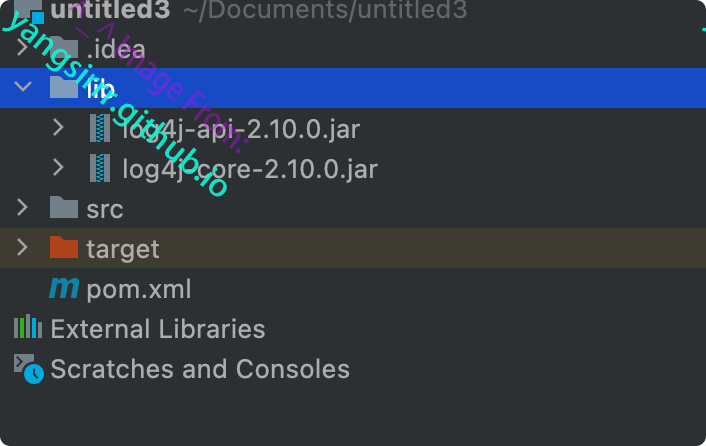 untitled3 ~/Documents/untitled3
.idea
lib
log4j-api-2.10.0.jar
log4j-core-2.10.0.jar
src
target
pom.xml
External Libraries
Scratches and Consoles
^_^ Image From:
yangsirrr.github.io